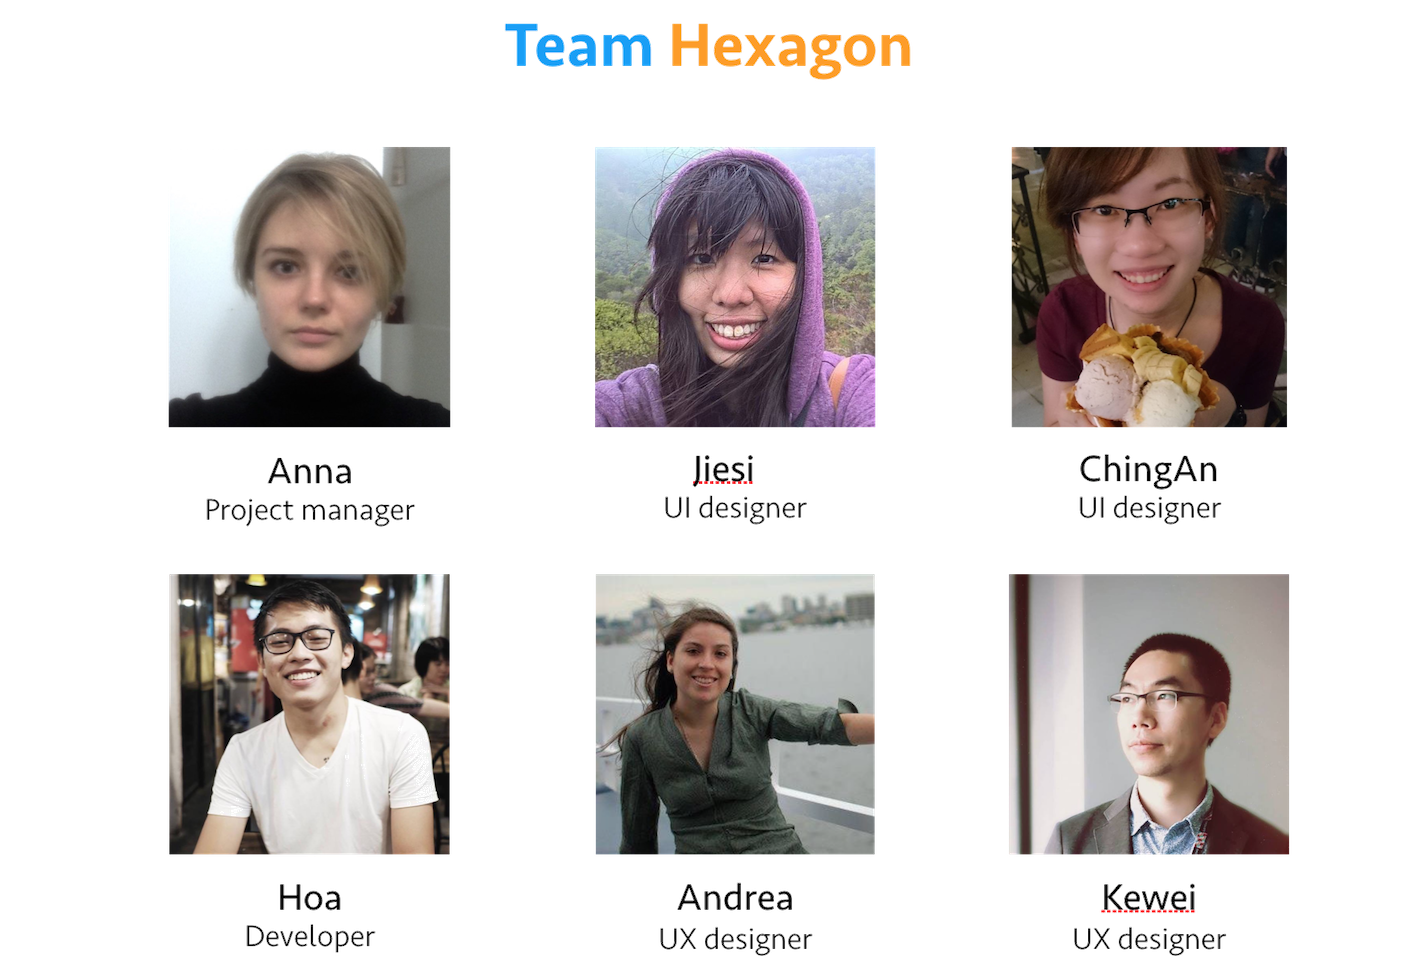 Team Hexagon
Anna
Project manager
Jiesi
UI designer
ChingAn
UI designer
Hoa
Developer
Andrea
UX designer
Kewei
UX designer